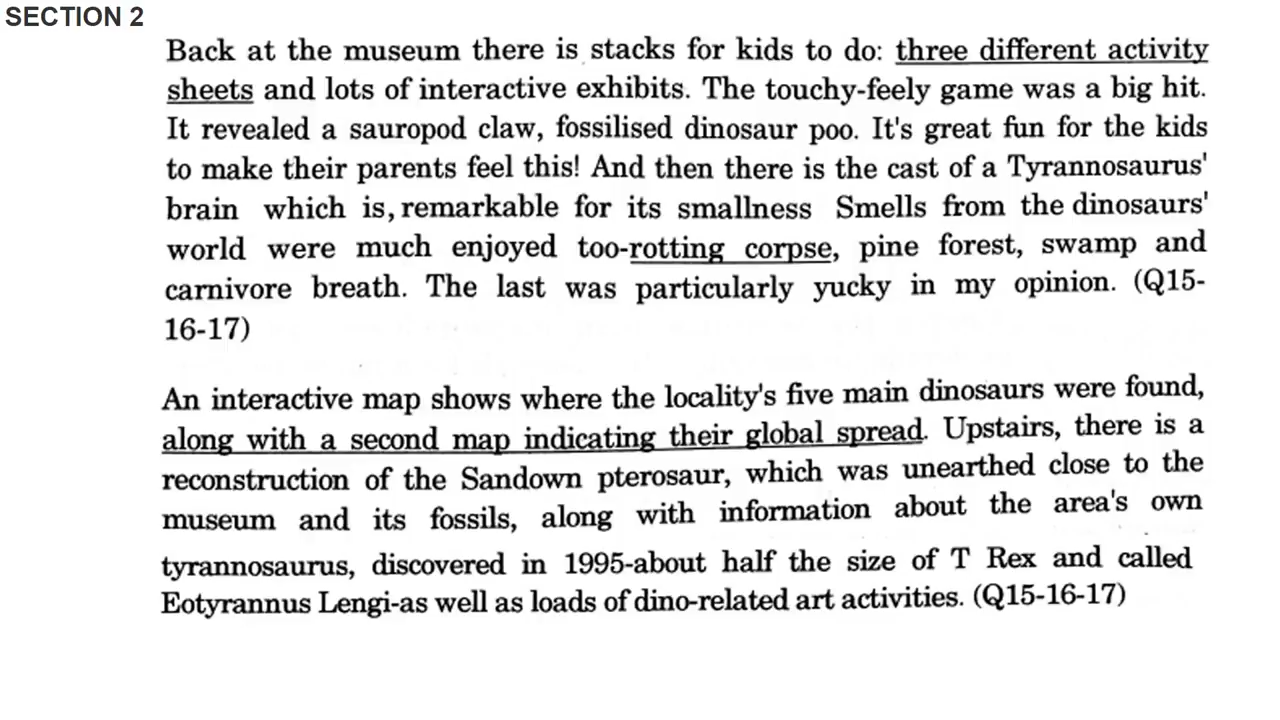 SECTION 2
Back at the museum there is stacks for kids to do: three different activity
sheets and lots of interactive exhibits. The touchy-feely game was a big hit.
It revealed a sauropod claw, fossilised dinosaur poo. It's great fun for the kids
to make their parents feel this! And then there is the cast of a Tyrannosaurus'
brain which is, remarkable for its smallness Smells from the dinosaurs'
world were much enjoyed too-rotting corpse, pine forest, swamp and
carnivore breath. The last was particularly yucky in my opinion. (Q15-
16-17)
An interactive map shows where the locality's five main dinosaurs were found,
along with a second map indicating their global spread. Upstairs, there is a
reconstruction of the Sandown pterosaur, which was unearthed close to the
museum and its fossils, along with information about the area's own
tyrannosaurus, discovered in 1995-about half the size of T Rex and called
Eotyrannus Lengi-as well as loads of dino-related art activities. (Q15-16-17)